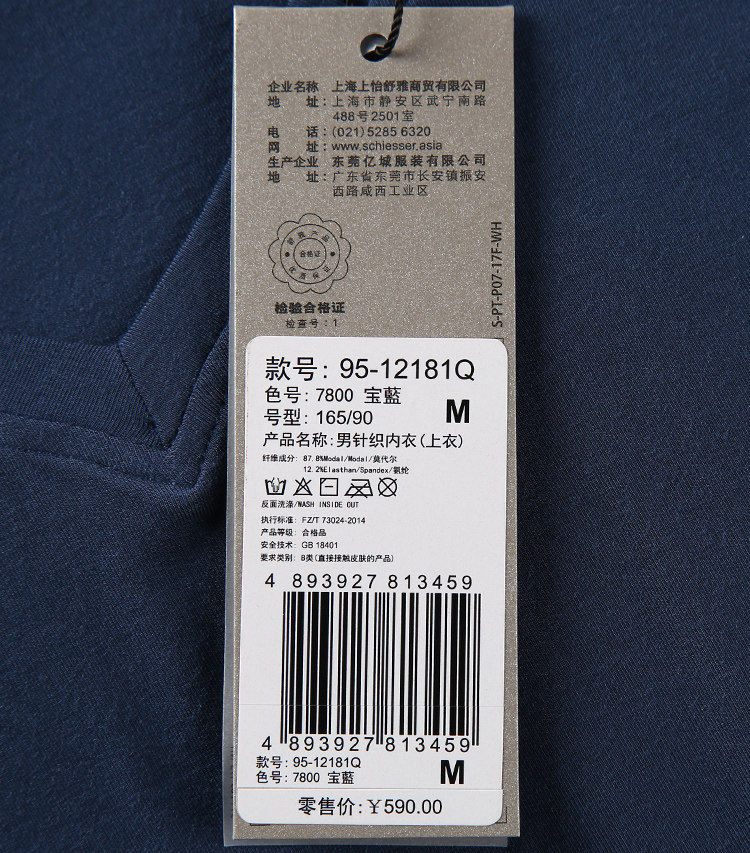 企业名称 上海上怡舒雅商贸有限公司
地 址：上海市静安区武宁南路
488号2501室
电 话：(021) 5285 6320
网 址：www.schiesser.asia
生产企业 东莞亿城服装有限公司
地 址：广东省东莞市长安镇振安
西路咸西工业区
合格证
检验合格证
检查号：1
S-PT-P07-17F-WH
款号：95-12181Q
色号：7800 宝藍
号型：165/90
M
产品名称：男针织内衣(上衣)
纤维成分：87.8%Modal/Modal/莫代尔
12.2%Elasthan/Spandex/氨纶
反面洗涤/WASH INSIDE OUT
执行标准：FZ/T 73024-2014
产品等级：合格品
安全技术：GB 18401
要求类别：B类(直接接触皮肤的产品)
4 893927 813459
4 893927 813459
款号：95-12181Q
色号：7800 宝藍
M
零售价：￥590.00